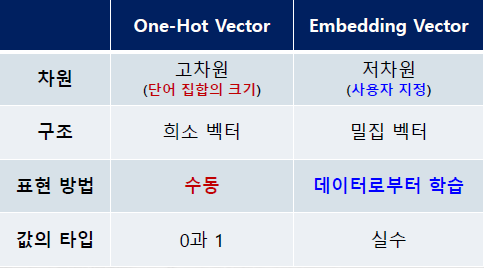 One-Hot Vector Embedding Vector
차원 고차원 저차원
(단어 집합의 크기) (사용자 지정)
구조 희소 벡터 밀집 벡터
표현 방법 수동 데이터로부터 학습
값의 타입 0과 1 실수